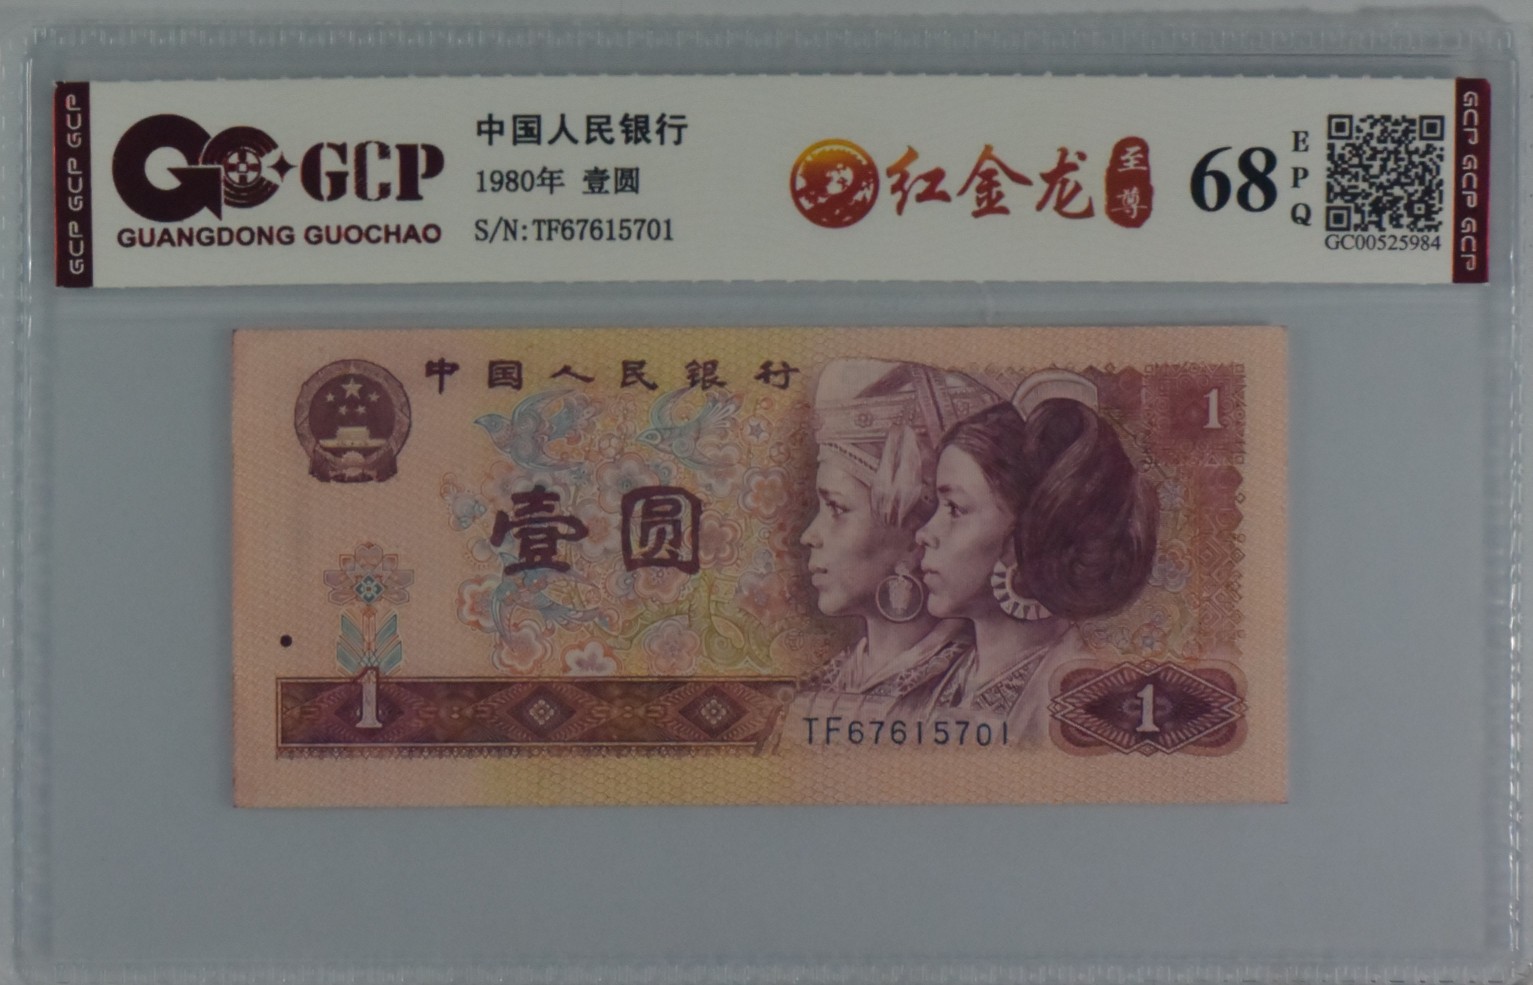 GCP GCP GCP
GCP
GUANGDONG GUOCHAO
中国人民银行
1980年 壹圆
S/N:TF67615701
红金龙
至尊
68
EPQ
GC00525984
GCP GCP GCP
中国人民银行
1
壹圆
1
TF67615701
1